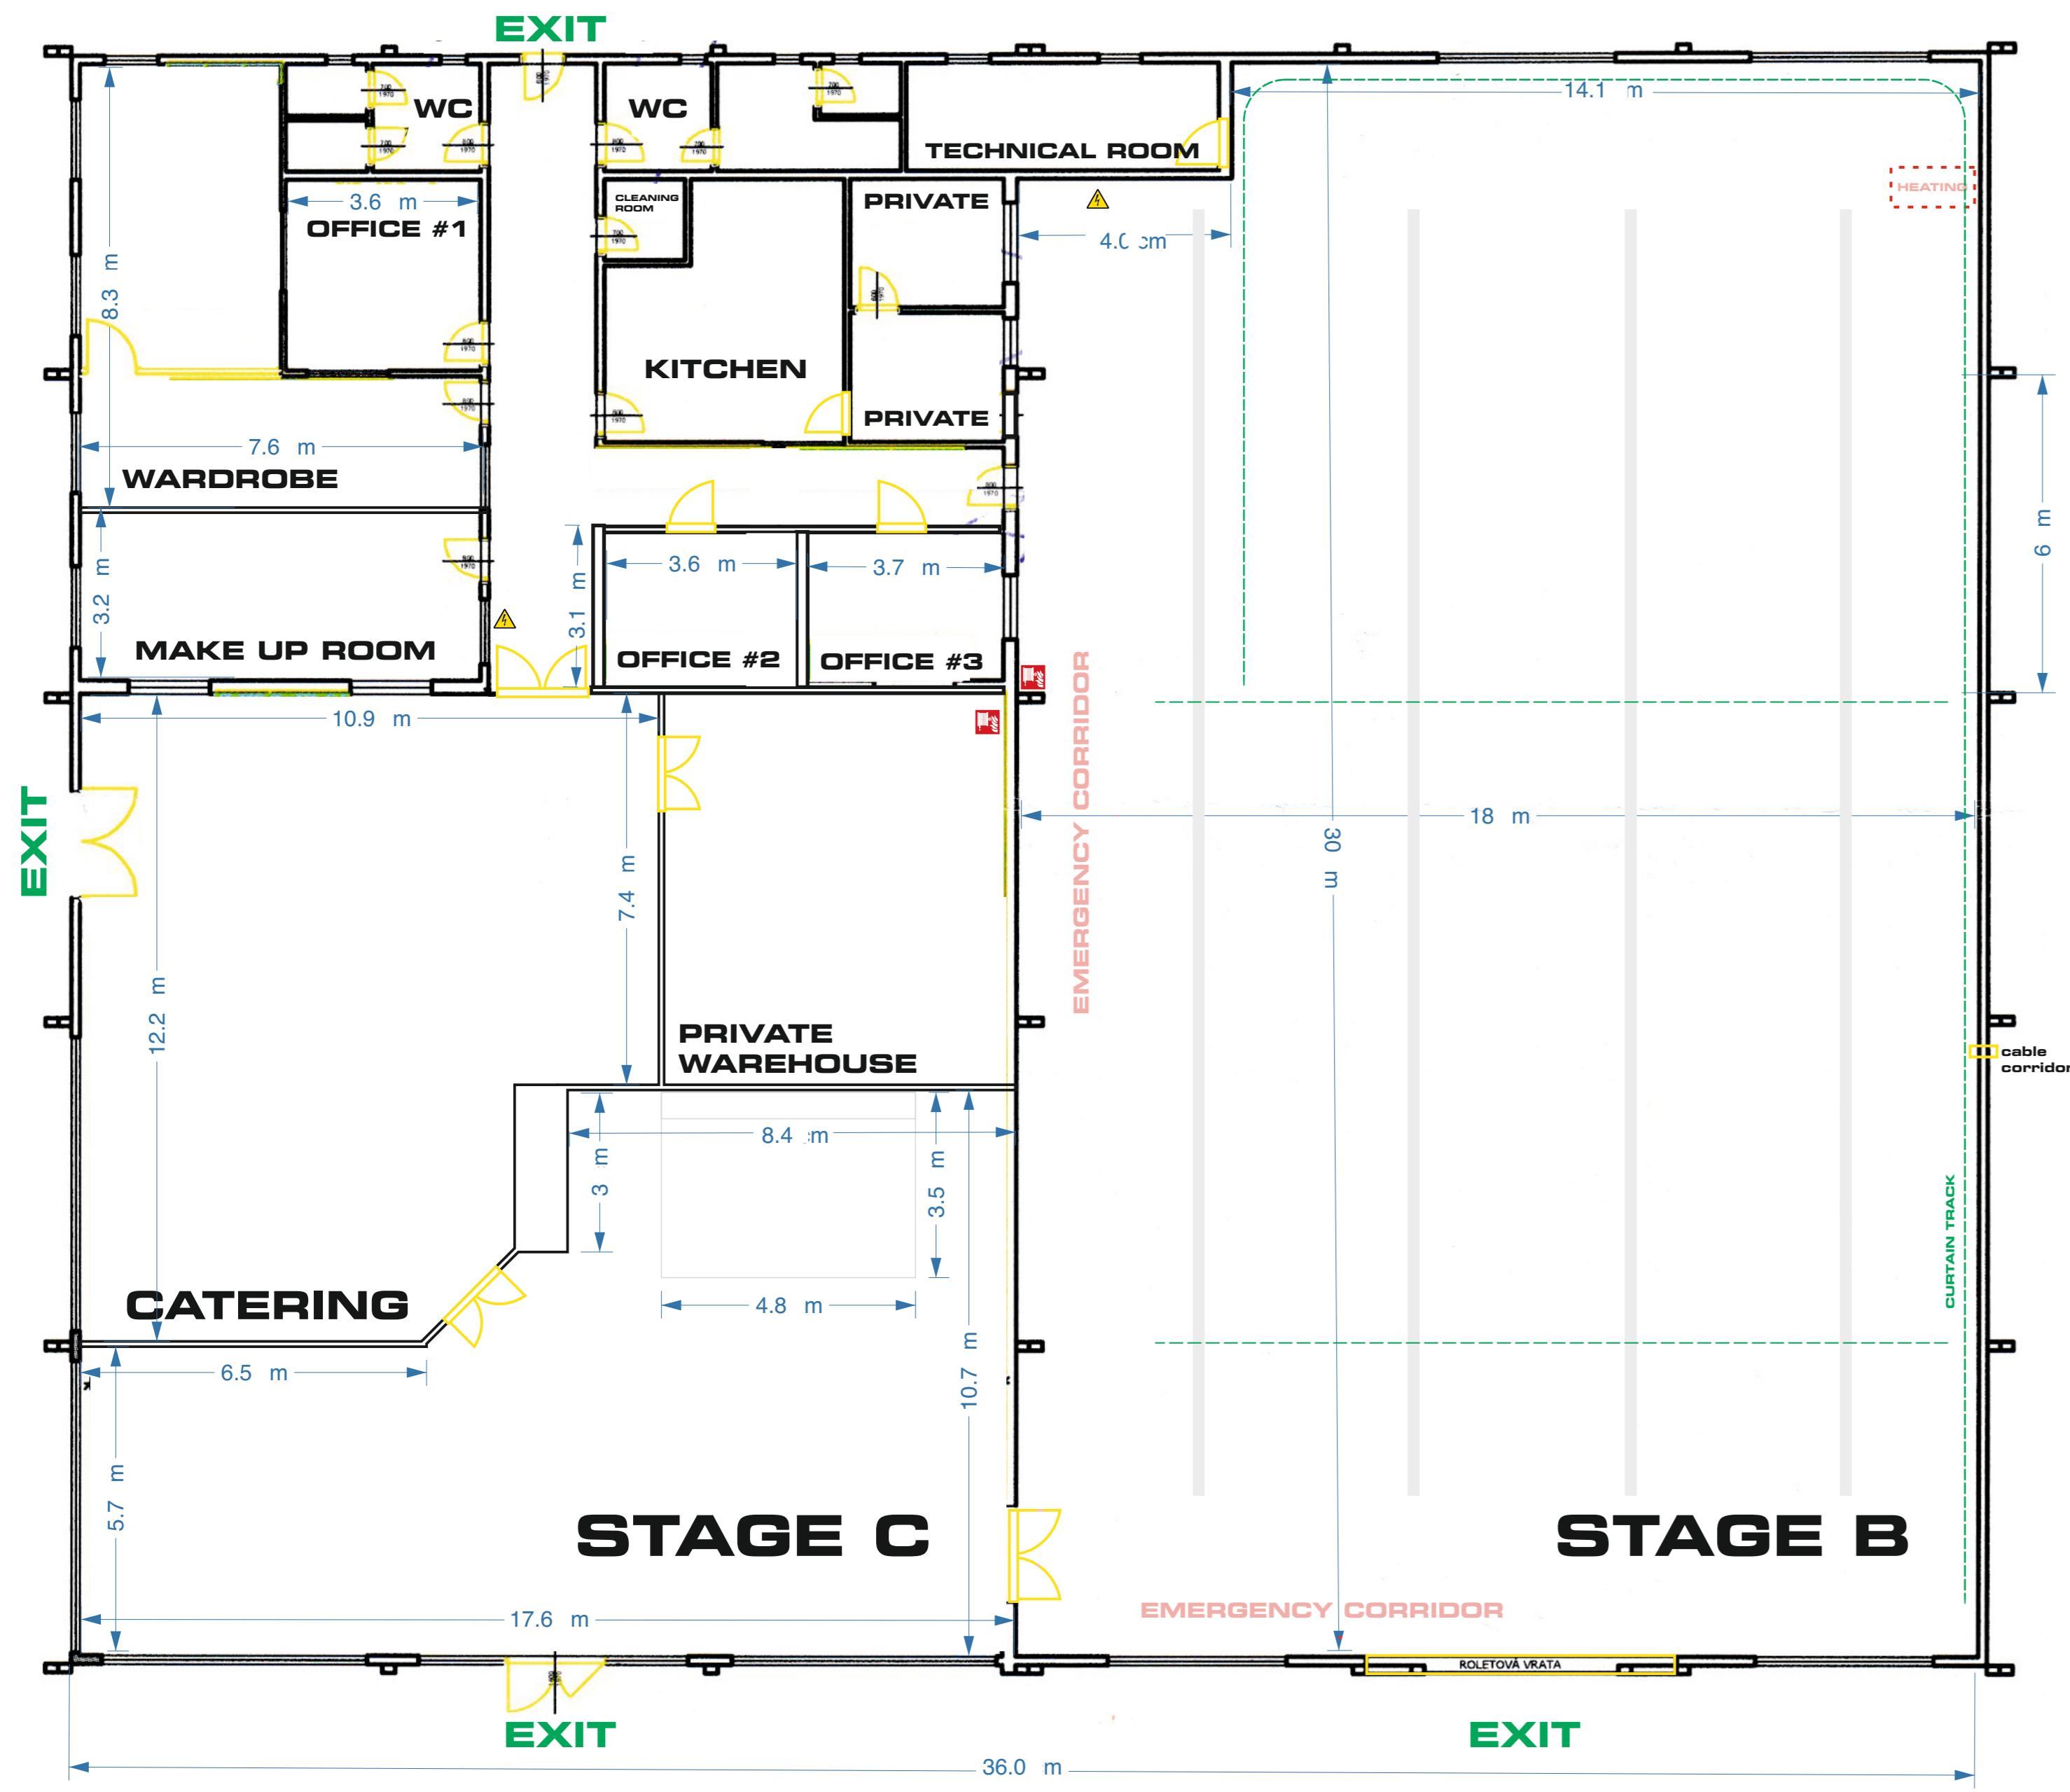 EXIT
WC
WC
TECHNICAL ROOM
14.1 m
HEATING
3.6 m
OFFICE #1
CLEANING
ROOM
PRIVATE
4.0 cm
8.3 m
KITCHEN
PRIVATE
7.6 m
WARDROBE
3.2 m
MAKE UP ROOM
3.1 m
3.6 m
OFFICE #2
3.7 m
OFFICE #3
9 m
EMERGENCY CORRIDOR
10.9 m
EXIT
18 m
30 m
7.4 m
12.2 m
PRIVATE
WAREHOUSE
cable
corridor
8.4 m
3 m
3.5 m
4.8 m
CATERING
CURTAIN TRACK
6.5 m
10.7 m
5.7 m
STAGE C
STAGE B
17.6 m
EMERGENCY CORRIDOR
ROLETOVÁ VRATA
EXIT
EXIT
36.0 m